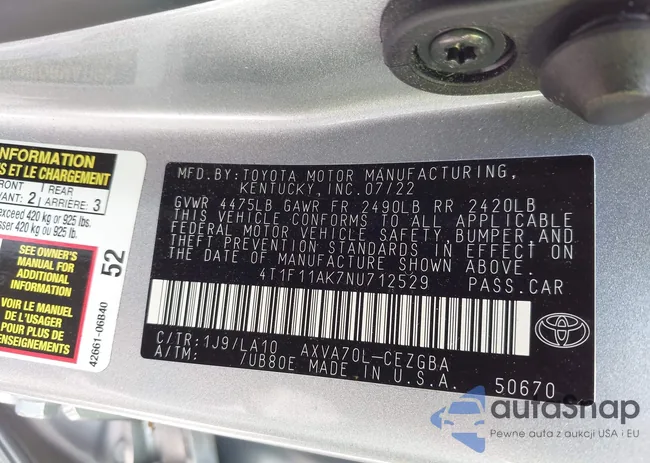 INFORMATION
S ET LE CHARGEMENT
FRONT
AVANT: 2
REAR
ARRIÈRE: 3
exceed 420 kg or 925 lbs.
sser 420 kg ou 925 lb.
SEE OWNER'S
MANUAL FOR
ADDITIONAL
INFORMATION
VOIR LE MANUEL
DE L'USAGER
POUR PLUS DE
RENSEIGNEMENTS
52
42661-06B40
MFD.BY:TOYOTA MOTOR MANUFACTURING,
KENTUCKY, INC.07/22
GVWR 4475LB GAWR FR 2490LB RR 2420LB
THIS VEHICLE CONFORMS TO ALL APPLICABLE
FEDERAL MOTOR VEHICLE SAFETY, BUMPER, AND
THEFT PREVENTION STANDARDS IN EFFECT ON
THE DATE OF MANUFACTURE SHOWN ABOVE.
4T1F11AK7NU712529 PASS.CAR
C/TR:1J9/LA10 AXVA70L-CEZGBA
A/TM: /UB80E MADE IN U.S.A. 50670
TOYOTA
autoSnap
Pewne auta z aukcji USA i EU